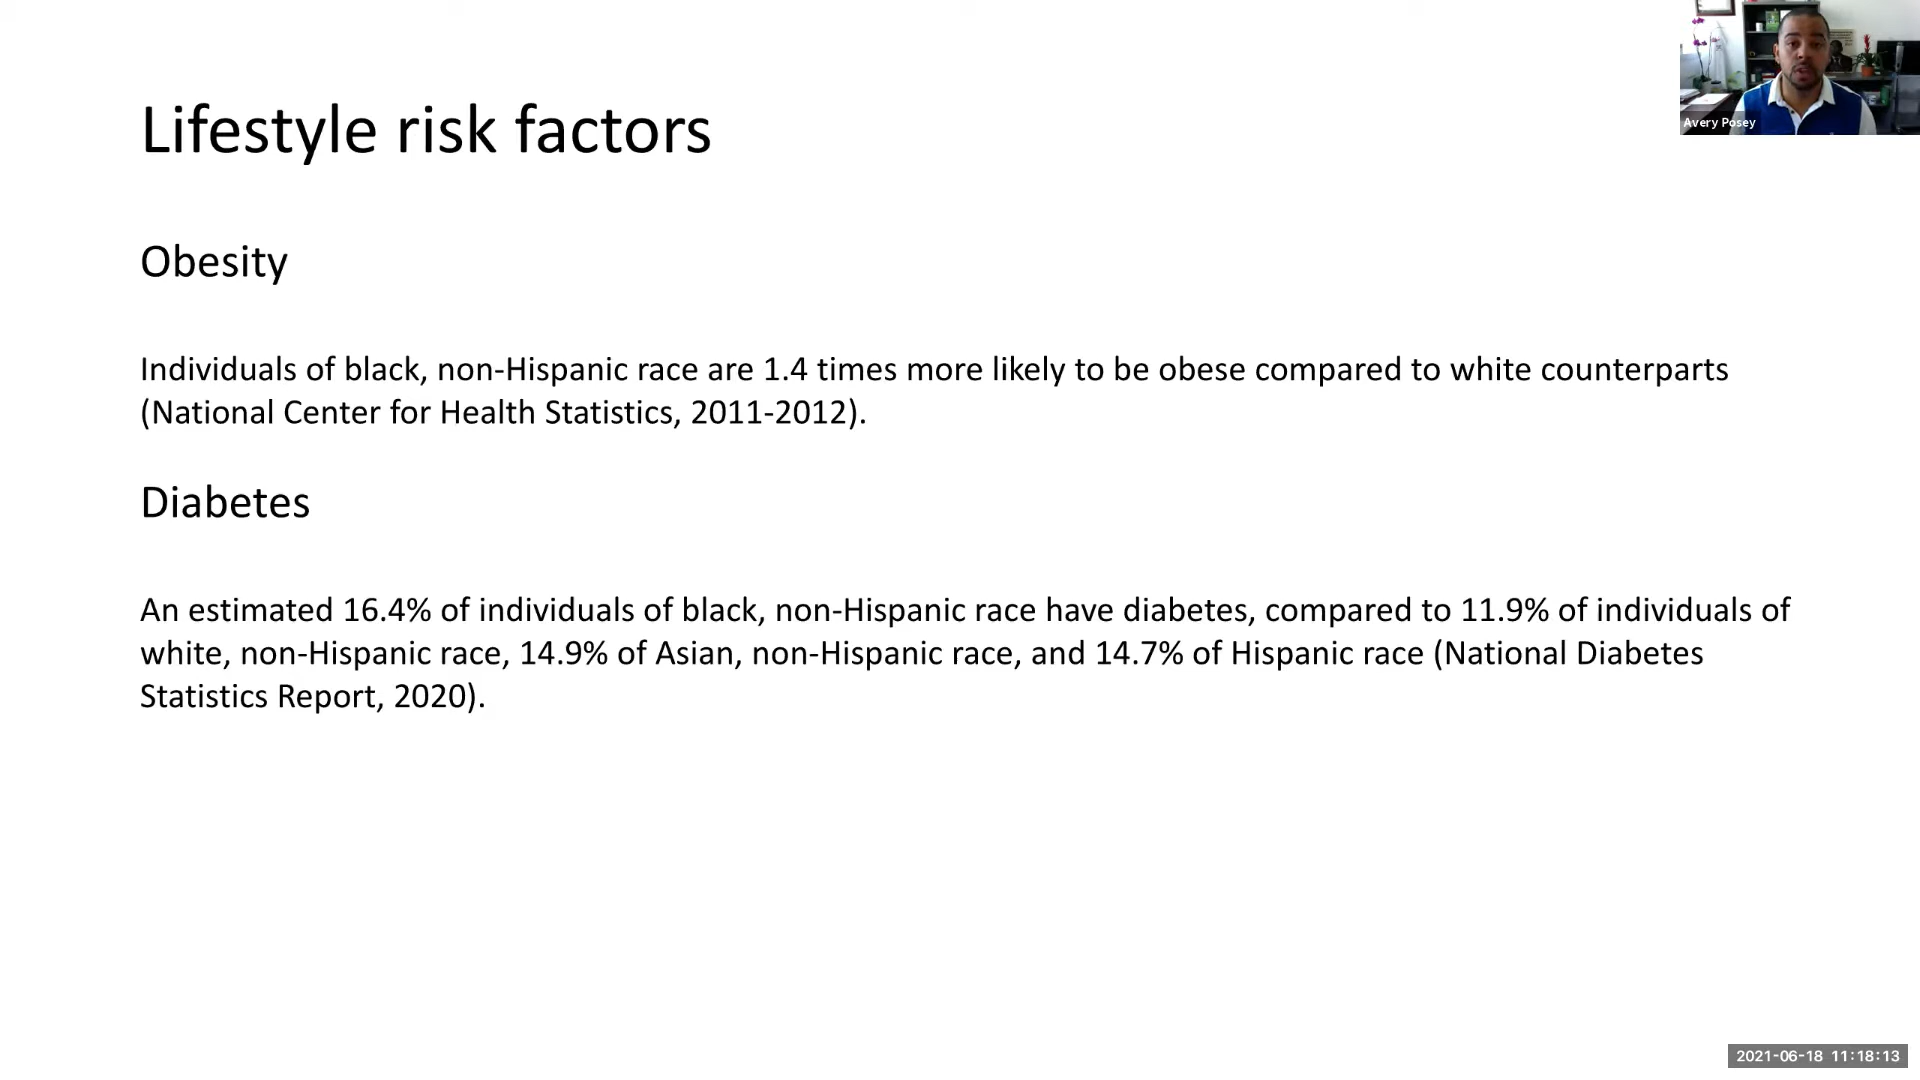 Lifestyle risk factors
Avery Posey
Obesity
Individuals of black, non-Hispanic race are 1.4 times more likely to be obese compared to white counterparts
(National Center for Health Statistics, 2011-2012).
Diabetes
An estimated 16.4% of individuals of black, non-Hispanic race have diabetes, compared to 11.9% of individuals of
white, non-Hispanic race, 14.9% of Asian, non-Hispanic race, and 14.7% of Hispanic race (National Diabetes
Statistics Report, 2020).
2021-06-18 11:18:13